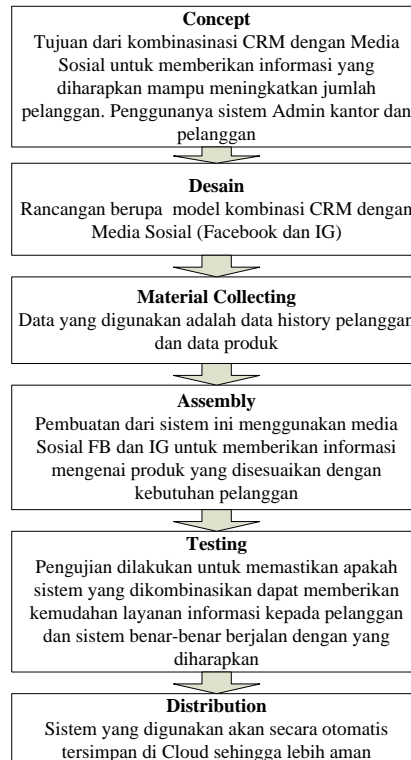 Concept
Tujuan dari kombinasinasi CRM dengan Media
Sosial untuk memberikan informasi yang
diharapkan mampu meningkatkan jumlah
pelanggan. Penggunanya sistem Admin kantor dan
pelanggan
Desain
Rancangan berupa model kombinasi CRM dengan
Media Sosial (Facebook dan IG)
Material Collecting
Data yang digunakan adalah data history pelanggan
dan data produk
Assembly
Pembuatan dari sistem ini menggunakan media
Sosial FB dan IG untuk memberikan informasi
mengenai produk yang disesuaikan dengan
kebutuhan pelanggan
Testing
Pengujian dilakukan untuk memastikan apakah
sistem yang dikombinasikan dapat memberikan
kemudahan layanan informasi kepada pelanggan
dan sistem benar-benar berjalan dengan yang
diharapkan
Distribution
Sistem yang digunakan akan secara otomatis
tersimpan di Cloud sehingga lebih aman